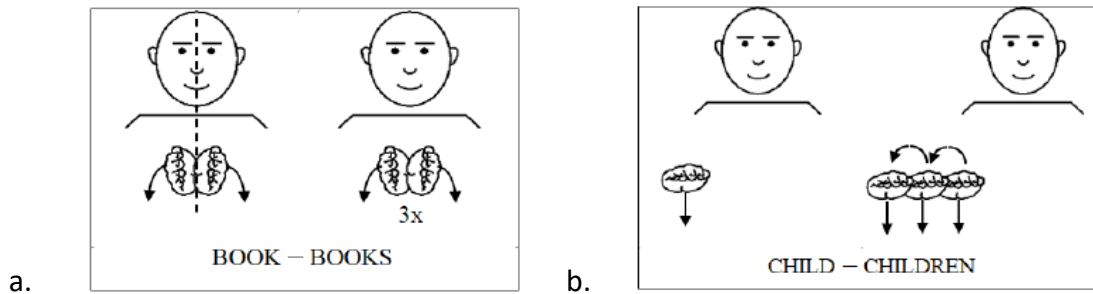 3x
BOOK – BOOKS
a.
CHILD – CHILDREN
b.